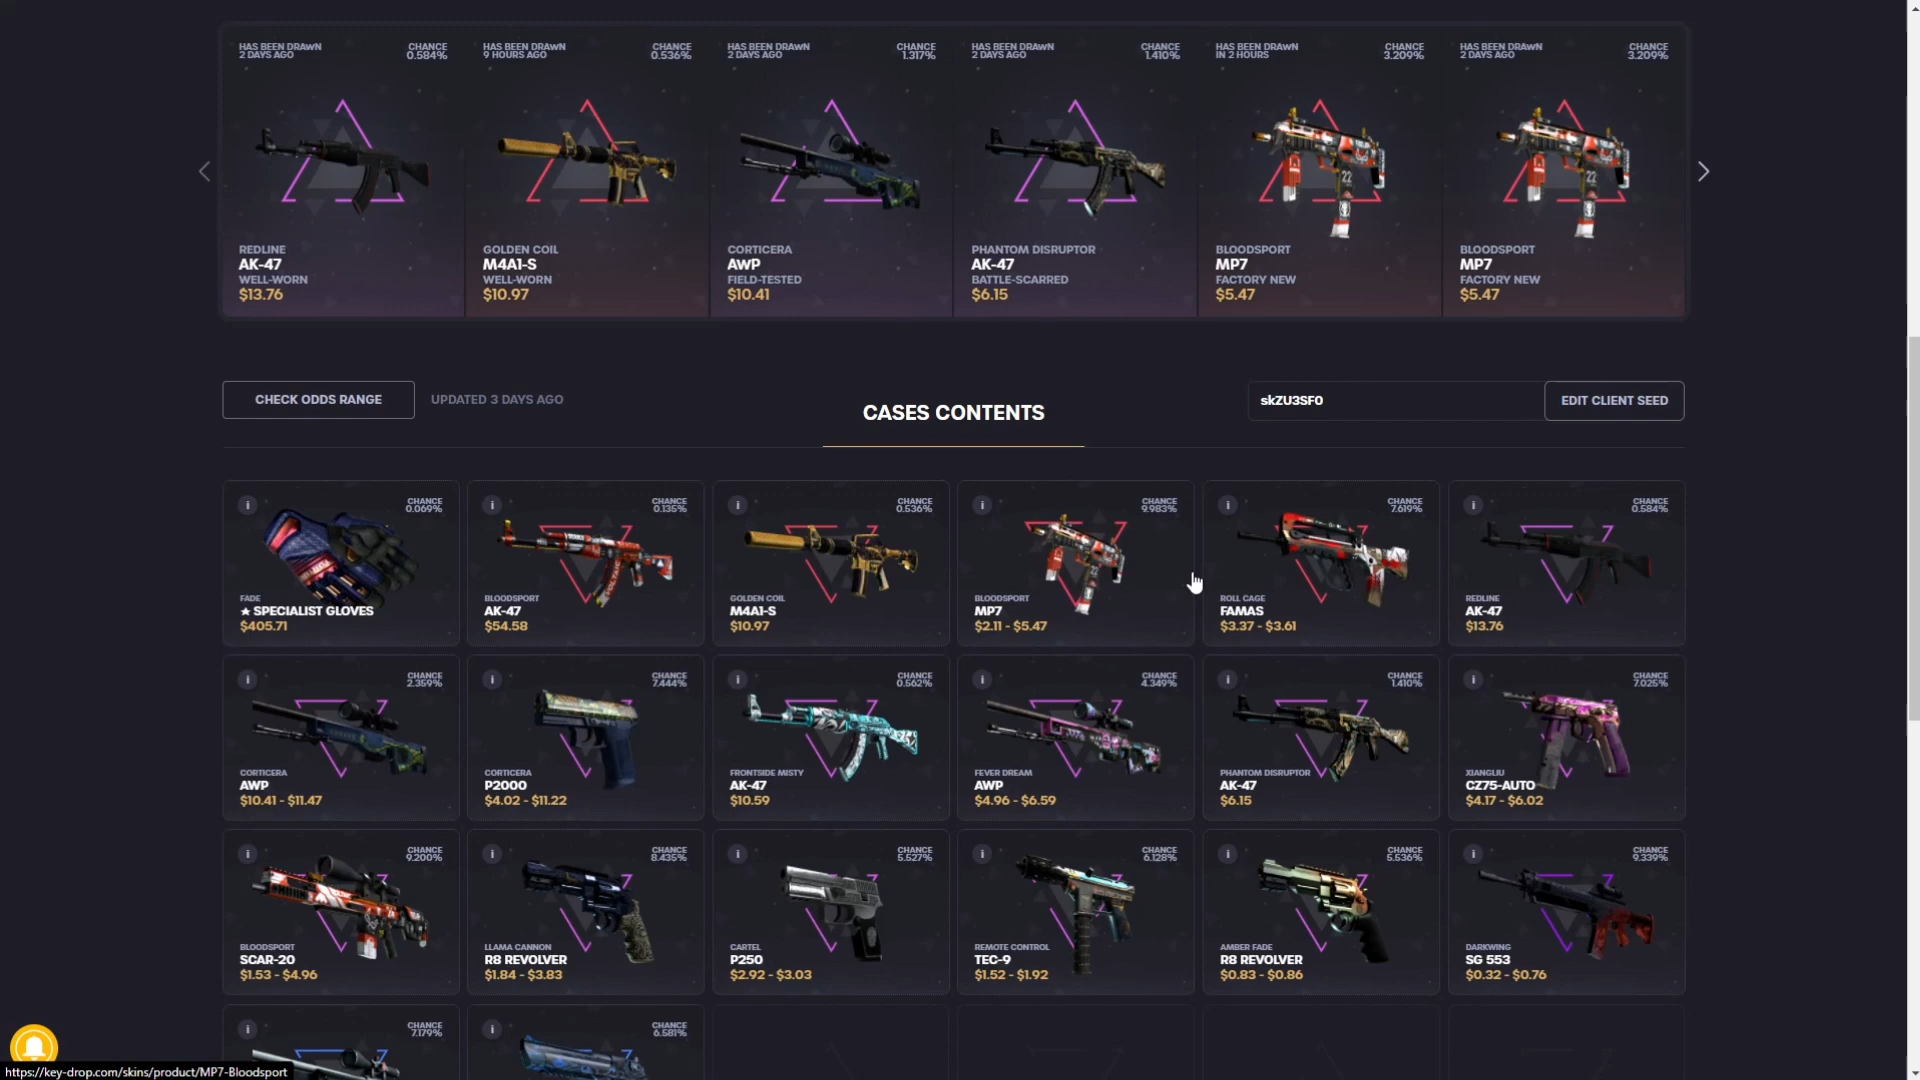 HAS BEEN DRAWN
2 DAYS AGO
CHANCE
0.584%
REDLINE
AK-47
WELL-WORN
$13.76
HAS BEEN DRAWN
9 HOURS AGO
CHANCE
0.536%
GOLDEN COIL
M4A1-S
WELL-WORN
$10.97
HAS BEEN DRAWN
2 DAYS AGO
CHANCE
1.317%
CORTICERA
AWP
FIELD-TESTED
$10.41
HAS BEEN DRAWN
2 DAYS AGO
CHANCE
1.410%
PHANTOM DISRUPTOR
AK-47
BATTLE-SCARRED
$6.15
HAS BEEN DRAWN
IN 2 HOURS
CHANCE
3.209%
BLOODSPORT
MP7
FACTORY NEW
$5.47
HAS BEEN DRAWN
2 DAYS AGO
CHANCE
3.209%
BLOODSPORT
MP7
FACTORY NEW
$5.47
CHECK ODDS RANGE
UPDATED 3 DAYS AGO
CASES CONTENTS
skZU3SF0
EDIT CLIENT SEED
CHANCE
0.069%
FADE
★ SPECIALIST GLOVES
$405.71
CHANCE
0.135%
BLOODSPORT
AK-47
$54.58
CHANCE
0.536%
GOLDEN COIL
M4A1-S
$10.97
CHANCE
9.983%
BLOODSPORT
MP7
$2.11 - $5.47
CHANCE
7.619%
ROLL CAGE
FAMAS
$3.37 - $3.61
CHANCE
0.584%
REDLINE
AK-47
$13.76
CHANCE
2.359%
CORTICERA
AWP
$10.41 - $11.47
CHANCE
7.444%
CORTICERA
P2000
$4.02 - $11.22
CHANCE
0.562%
FRONTSIDE MISTY
AK-47
$10.59
CHANCE
4.349%
FEVER DREAM
AWP
$4.96 - $6.59
CHANCE
1.410%
PHANTOM DISRUPTOR
AK-47
$6.15
CHANCE
7.025%
XIANGLIU
CZ75-AUTO
$4.17 - $6.02
CHANCE
9.200%
BLOODSPORT
SCAR-20
$1.53 - $4.96
CHANCE
8.435%
LLAMA CANNON
R8 REVOLVER
$1.84 - $3.83
CHANCE
5.527%
CARTEL
P250
$2.92 - $3.03
CHANCE
6.128%
REMOTE CONTROL
TEC-9
$1.52 - $1.92
CHANCE
5.536%
AMBER FADE
R8 REVOLVER
$0.83 - $0.86
CHANCE
9.339%
DARKWING
SG 553
$0.32 - $0.76
CHANCE
7.179%
CHANCE
6.581%
https://key-drop.com/skins/product/MP7-Bloodsport